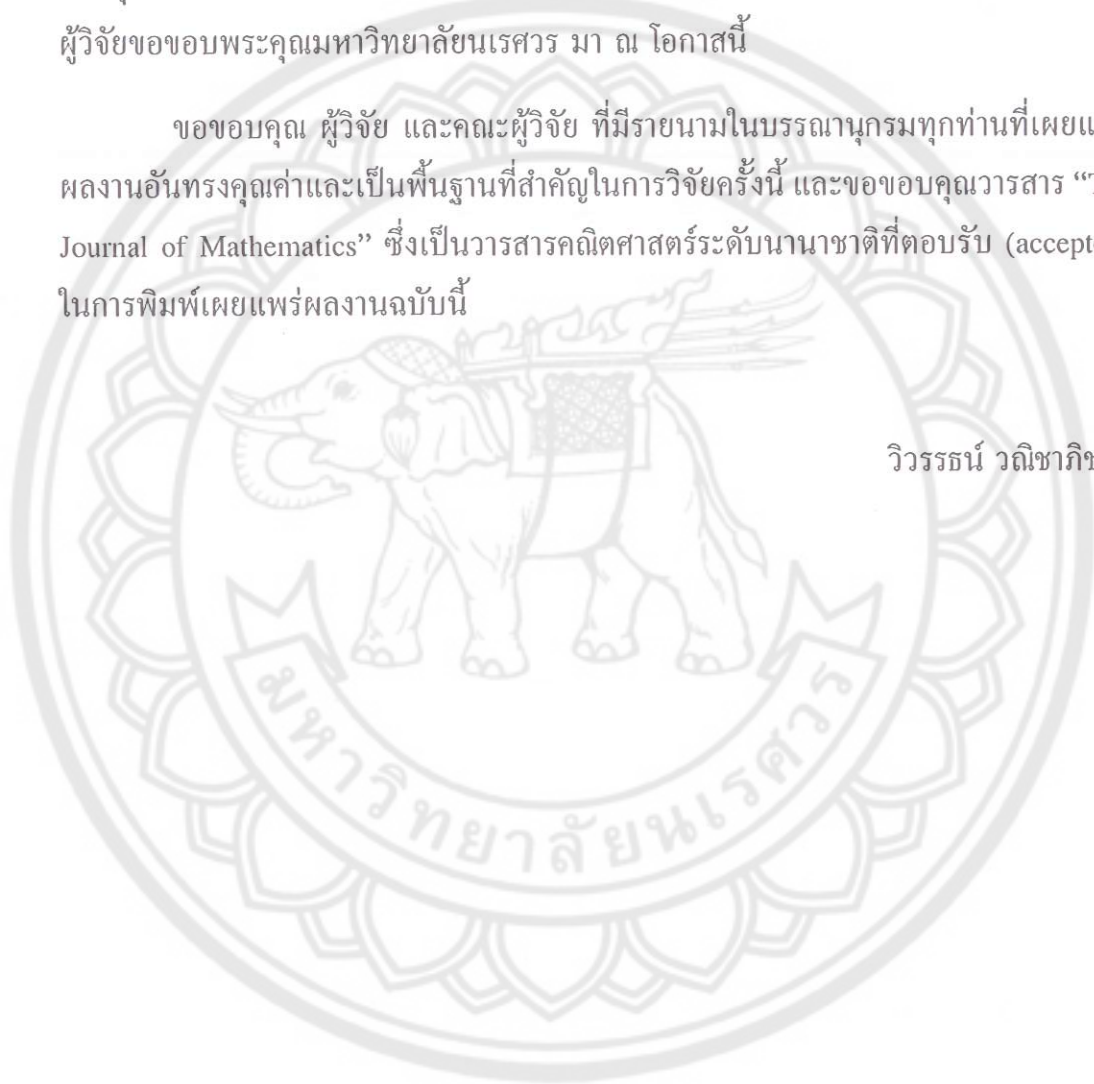 ผู้วิจัยขอขอบพระคุณมหาวิทยาลัยนเรศวร มา ณ โอกาสนี้
ขอขอบคุณ ผู้วิจัย และคณะผู้วิจัย ที่มีรายนามในบรรณานุกรมทุกท่านที่เผยแ
ผลงานอันทรงคุณค่าและเป็นพื้นฐานที่สำคัญในการวิจัยครั้งนี้ และขอขอบคุณวารสาร “
Journal of Mathematics” ซึ่งเป็นวารสารคณิตศาสตร์ระดับนานาชาติที่ตอบรับ (accept
ในการพิมพ์เผยแพร่ผลงานฉบับนี้
วิวรรธน์ วณิชาภิช
มหาวิทยาลัยนเรศวร